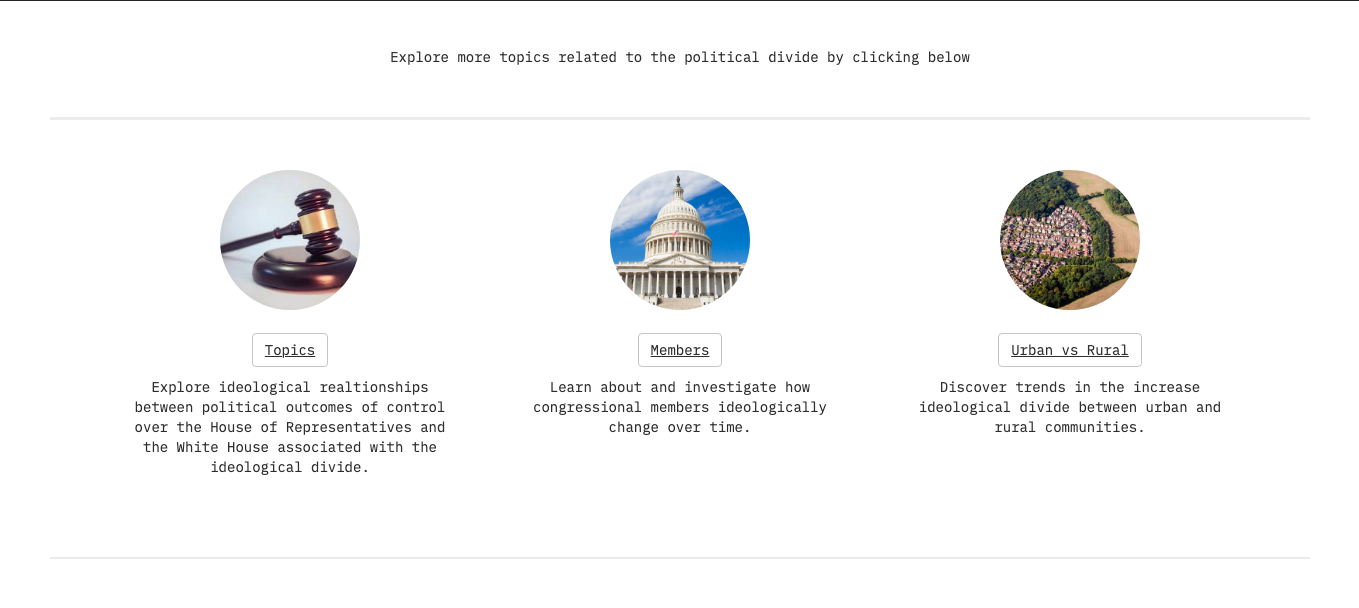 Explore more topics related to the political divide by clicking below
Topics
Explore ideological realtionships
between political outcomes of control
over the House of Representatives and
the White House associated with the
ideological divide.
Members
Learn about and investigate how
congressional members ideologically
change over time.
Urban vs Rural
Discover trends in the increase
ideological divide between urban and
rural communities.